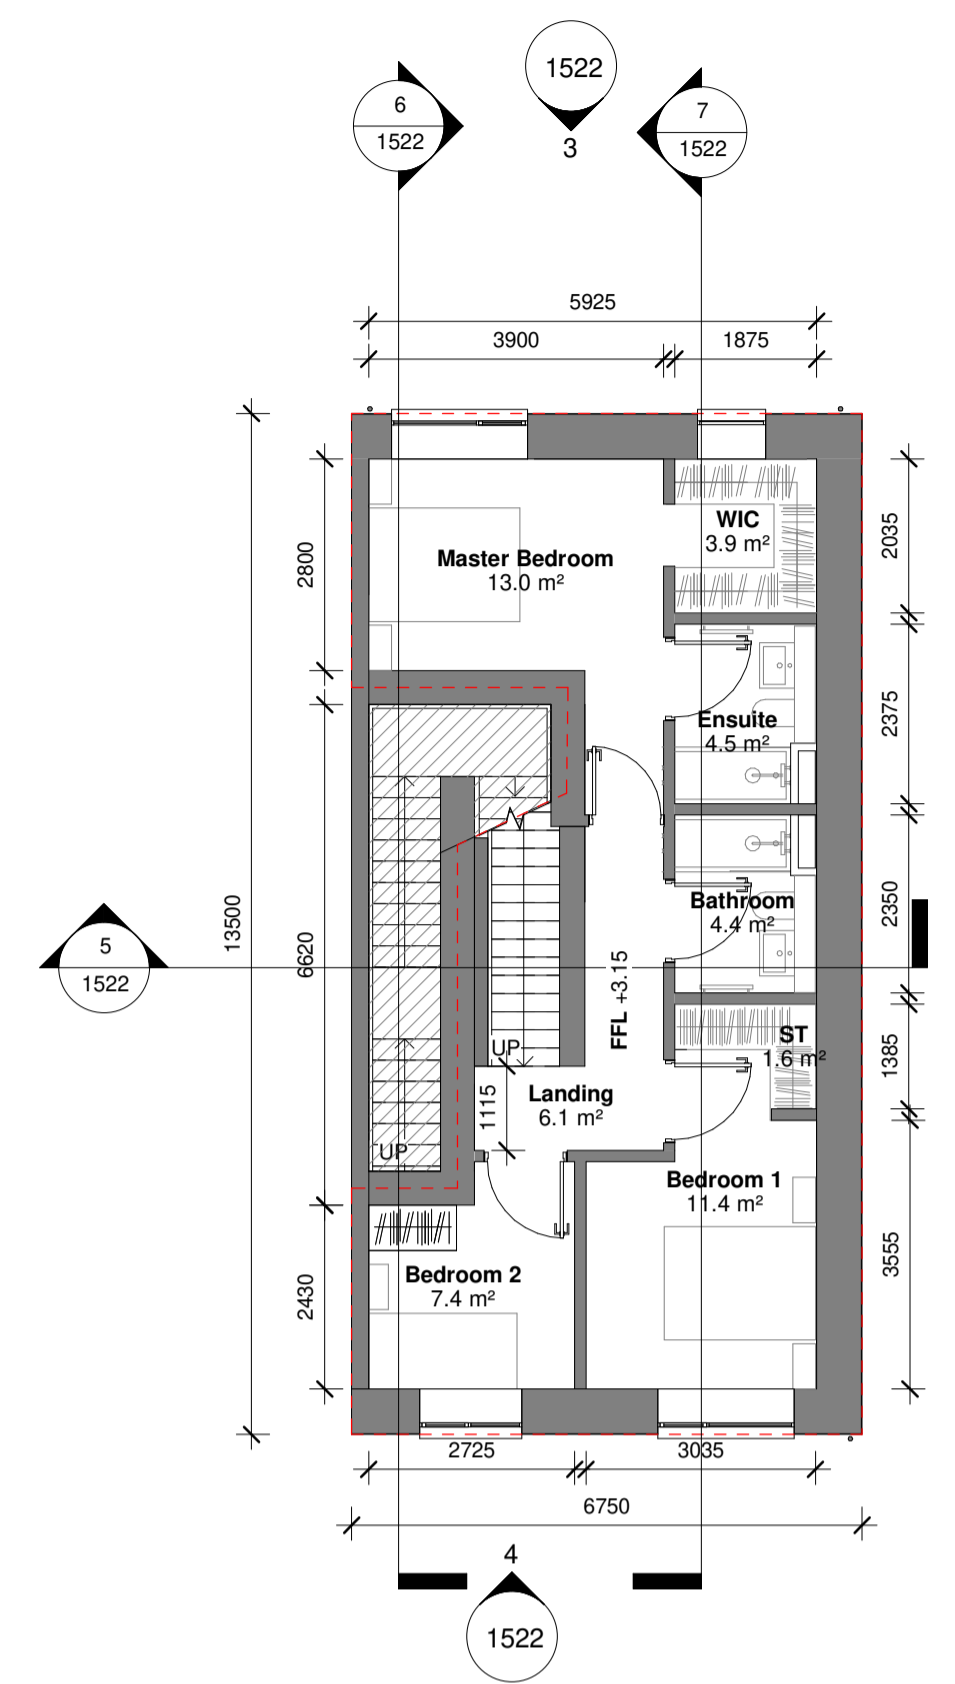 1522
3
6
1522
7
1522
5925
3900
1875
WIC
3.9 m²
2035
Master Bedroom
13.0 m²
2800
Ensuite
4.5 m²
2375
Bathroom
4.4 m²
2350
13500
6620
5
1522
FFL +3.15
UP
ST
1.6 m²
1385
Landing
6.1 m²
1115
UP
Bedroom 1
11.4 m²
3555
Bedroom 2
7.4 m²
2430
2725
3035
6750
4
1522